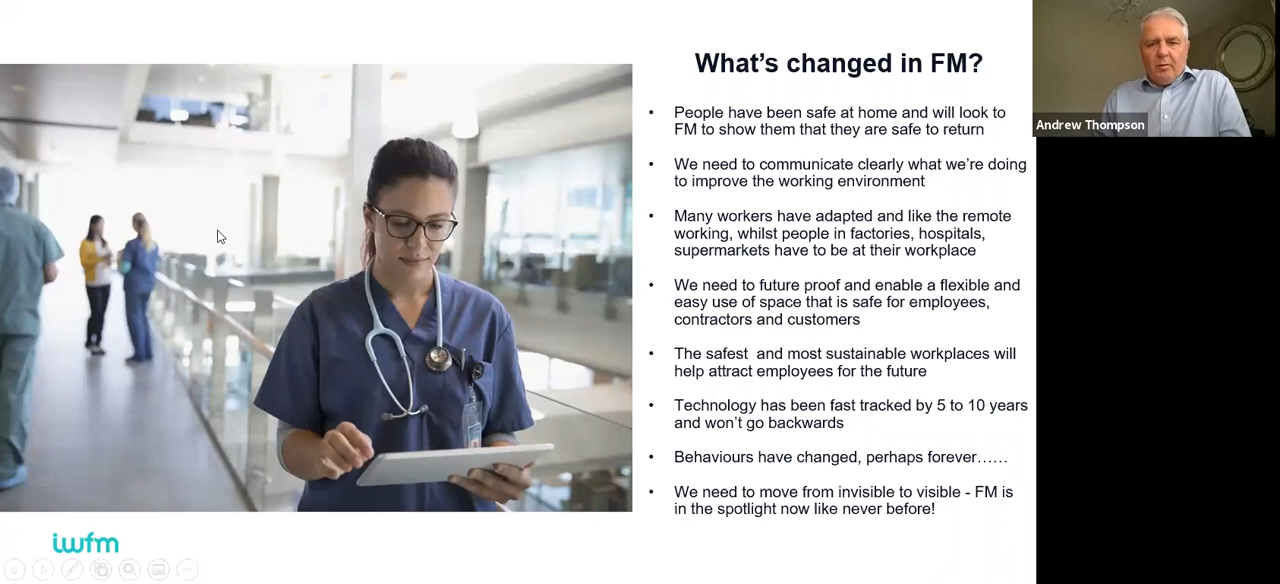 What's changed in FM?
• People have been safe at home and will look to
FM to show them that they are safe to return
• We need to communicate clearly what we're doing
to improve the working environment
• Many workers have adapted and like the remote
working, whilst people in factories, hospitals,
supermarkets have to be at their workplace
• We need to future proof and enable a flexible and
easy use of space that is safe for employees,
contractors and customers
• The safest  and most sustainable workplaces will
help attract employees for the future
• Technology has been fast tracked by 5 to 10 years
and won't go backwards
• Behaviours have changed, perhaps forever……
• We need to move from invisible to visible - FM is
in the spotlight now like never before!
iwfm
Andrew Thompson